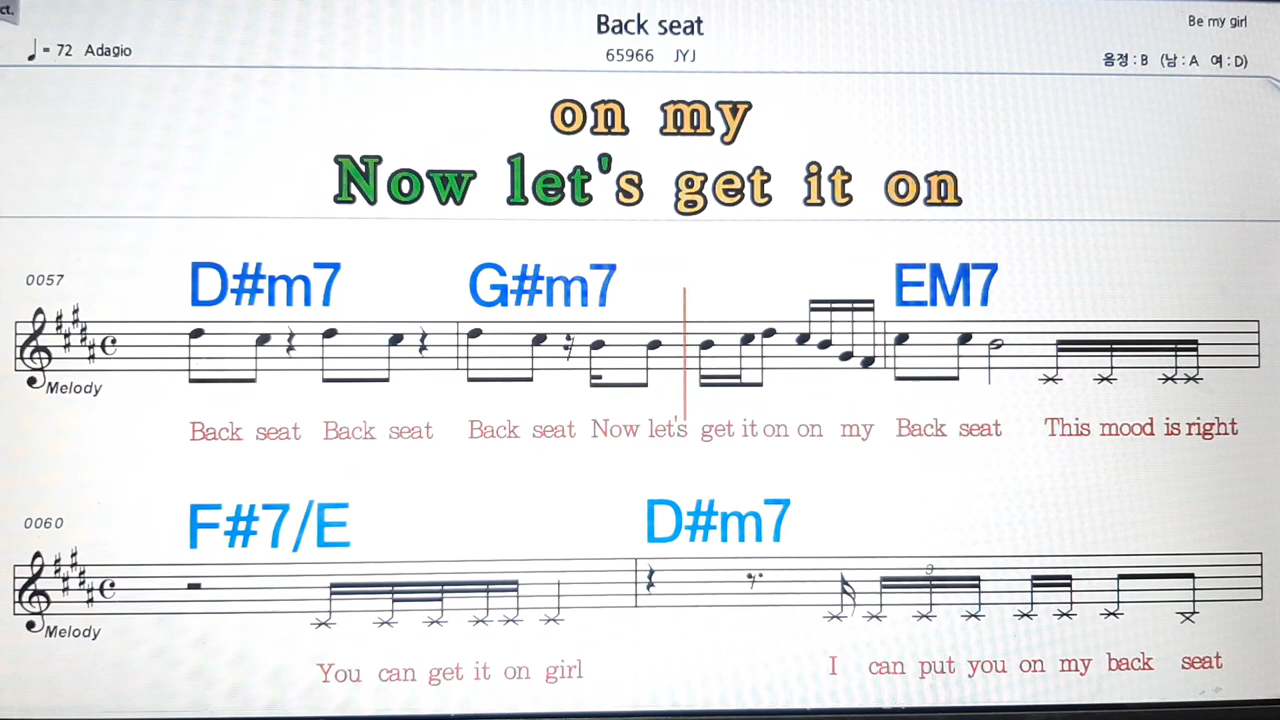 ct.
Back seat
Be my girl
♩ = 72 Adagio
65966 JYJ
음정 : B (남 : A 여 : D)
on my
Now let's get it on
0057
D#m7 G#m7 EM7
Melody
Back seat Back seat Back seat Now let's get it on on my Back seat This mood is right
0060
F#7/E D#m7
3
Melody
You can get it on girl I can put you on my back seat